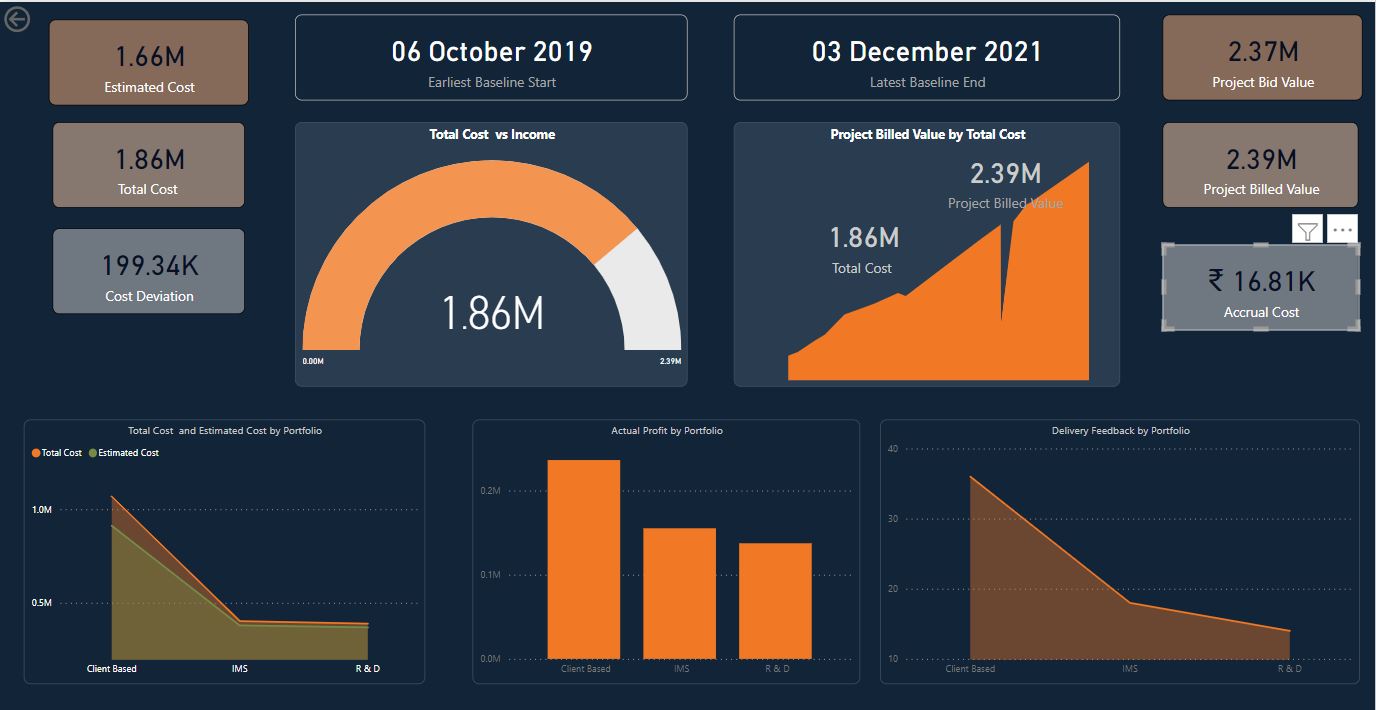 1.66M
Estimated Cost
06 October 2019
Earliest Baseline Start
03 December 2021
Latest Baseline End
2.37M
Project Bid Value
1.86M
Total Cost
199.34K
Cost Deviation
Total Cost vs Income
1.86M
0.00M
2.39M
Project Billed Value by Total Cost
2.39M
Project Billed Value
1.86M
Total Cost
2.39M
Project Billed Value
₹ 16.81K
Accrual Cost
Total Cost and Estimated Cost by Portfolio
Total Cost Estimated Cost
1.0M
0.5M
Client Based IMS R & D
Actual Profit by Portfolio
0.2M
0.1M
0.0M
Client Based IMS R & D
Delivery Feedback by Portfolio
40
30
20
10
Client Based IMS R & D